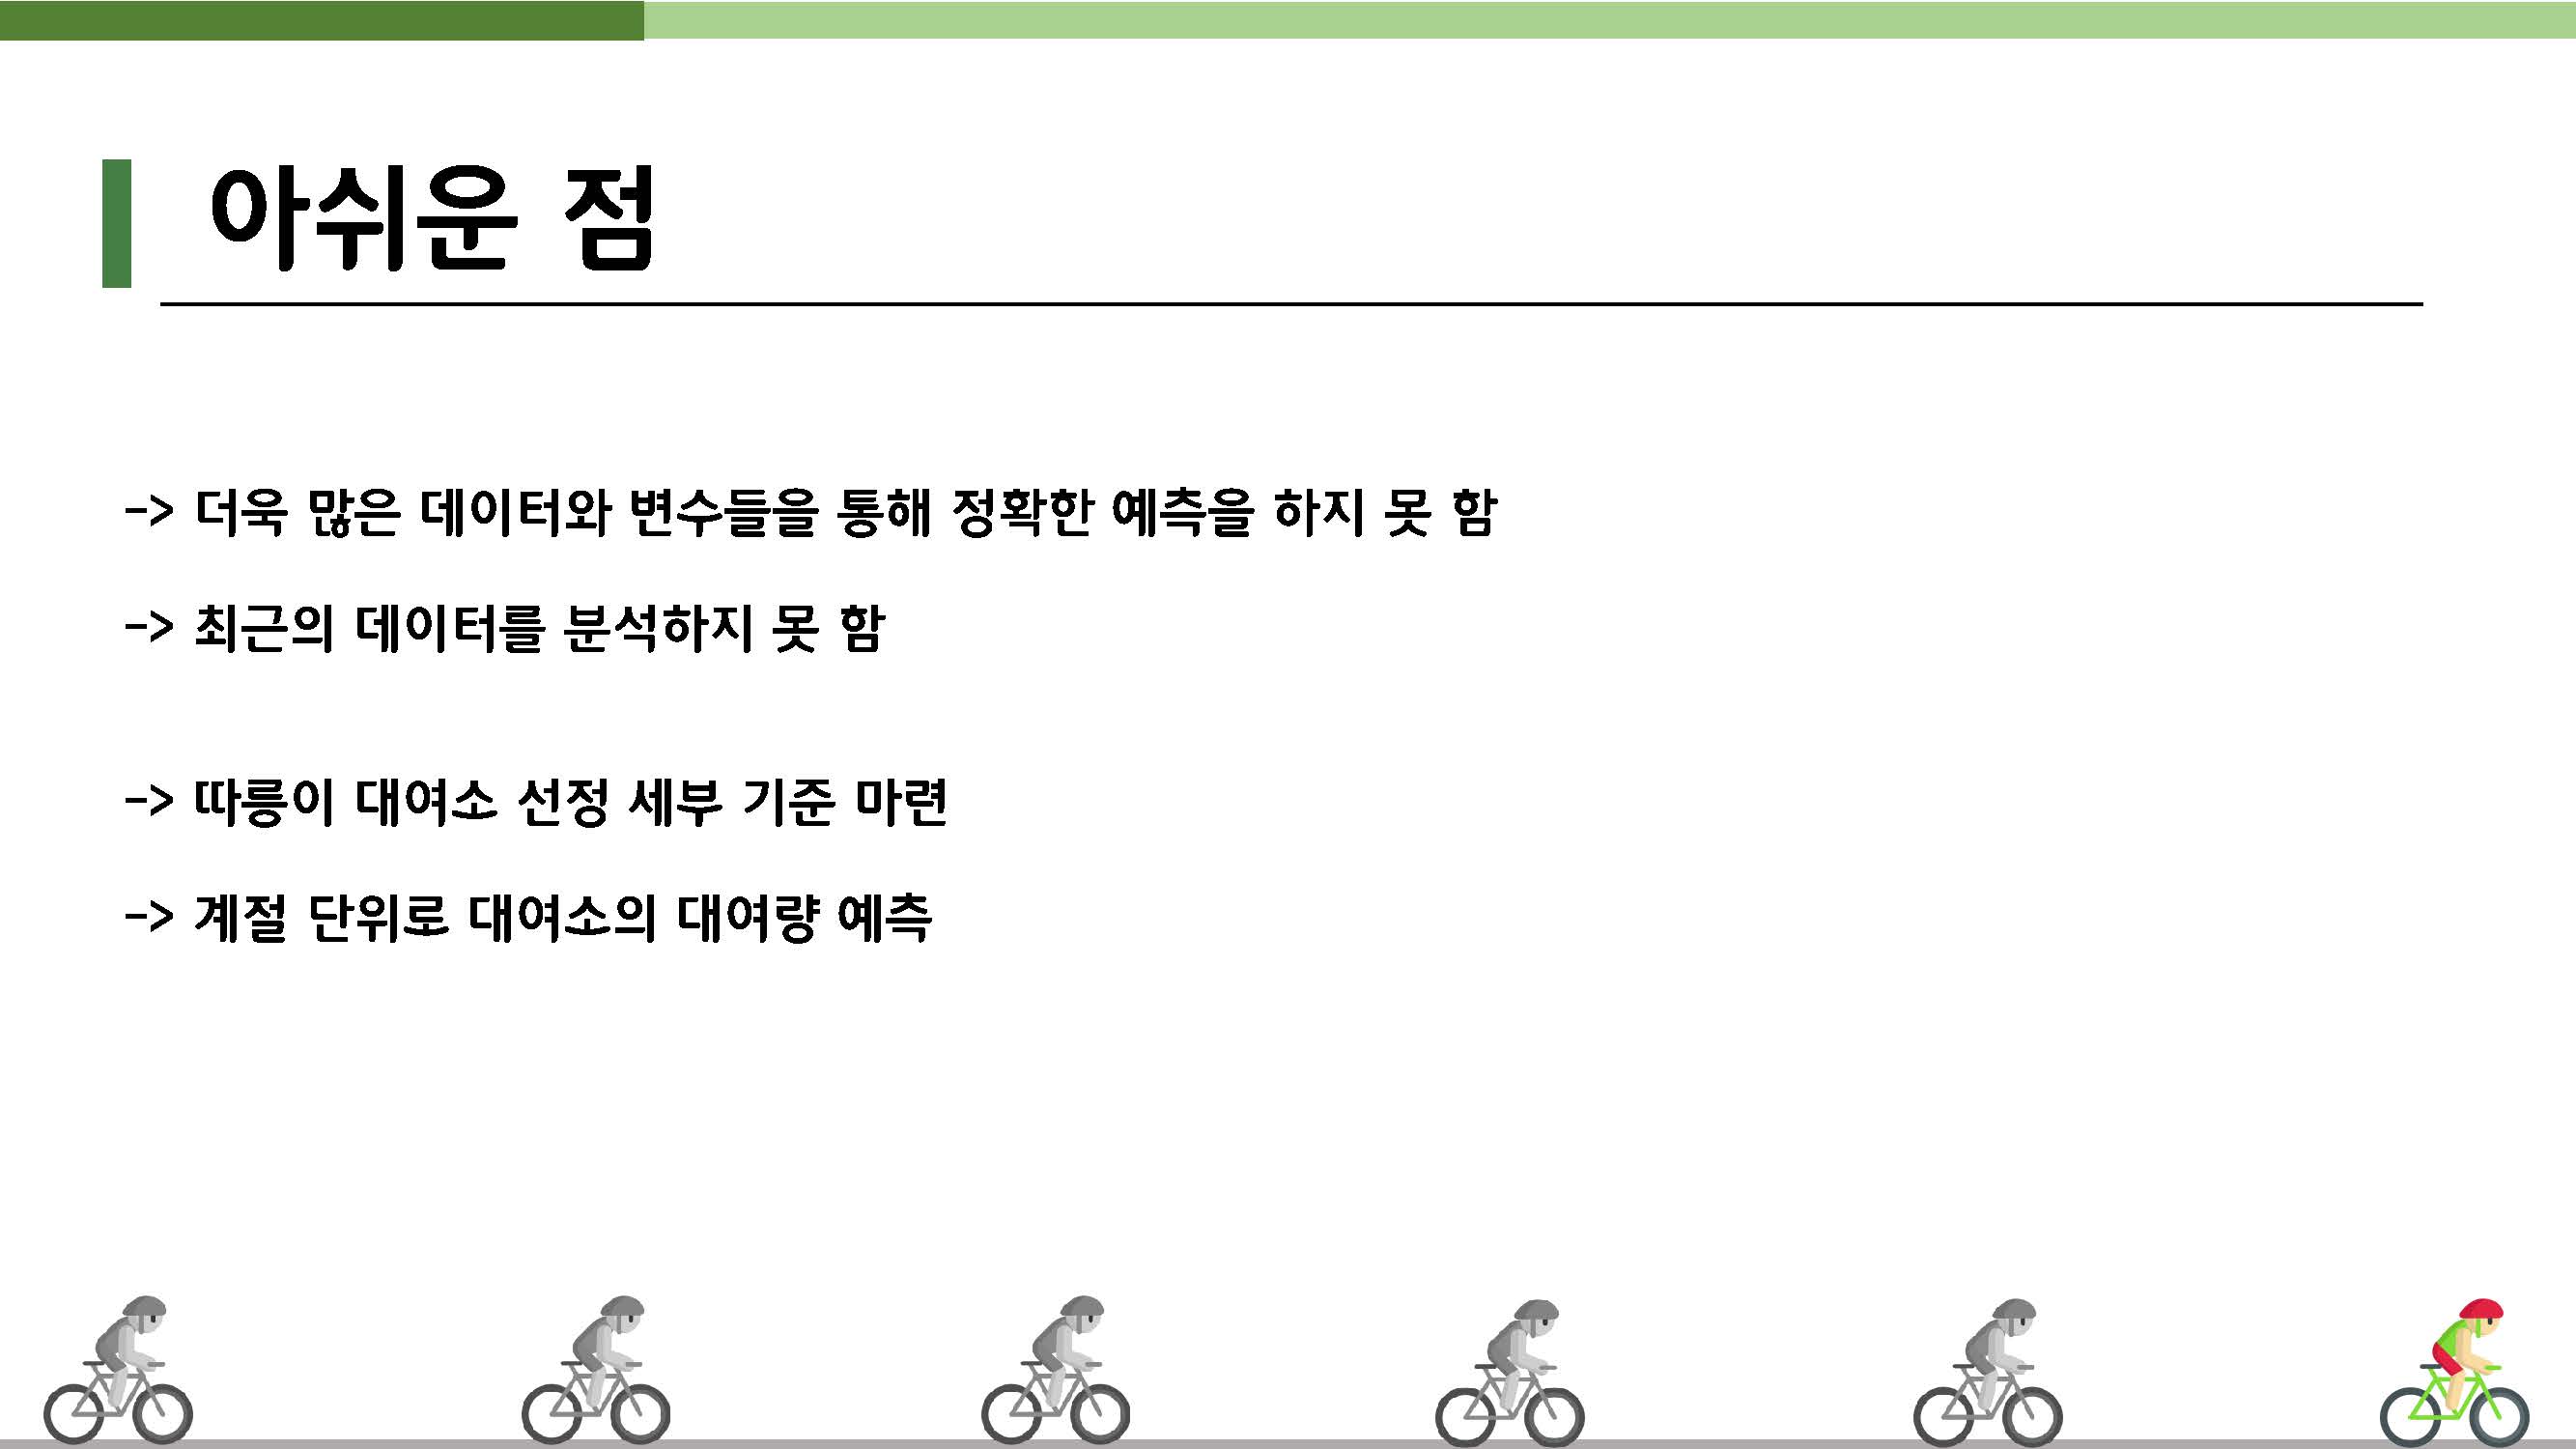 아쉬운 점
-> 더욱 많은 데이터와 변수들을 통해 정확한 예측을 하지 못 함
-> 최근의 데이터를 분석하지 못 함
-> 따릉이 대여소 선정 세부 기준 마련
-> 계절 단위로 대여소의 대여량 예측